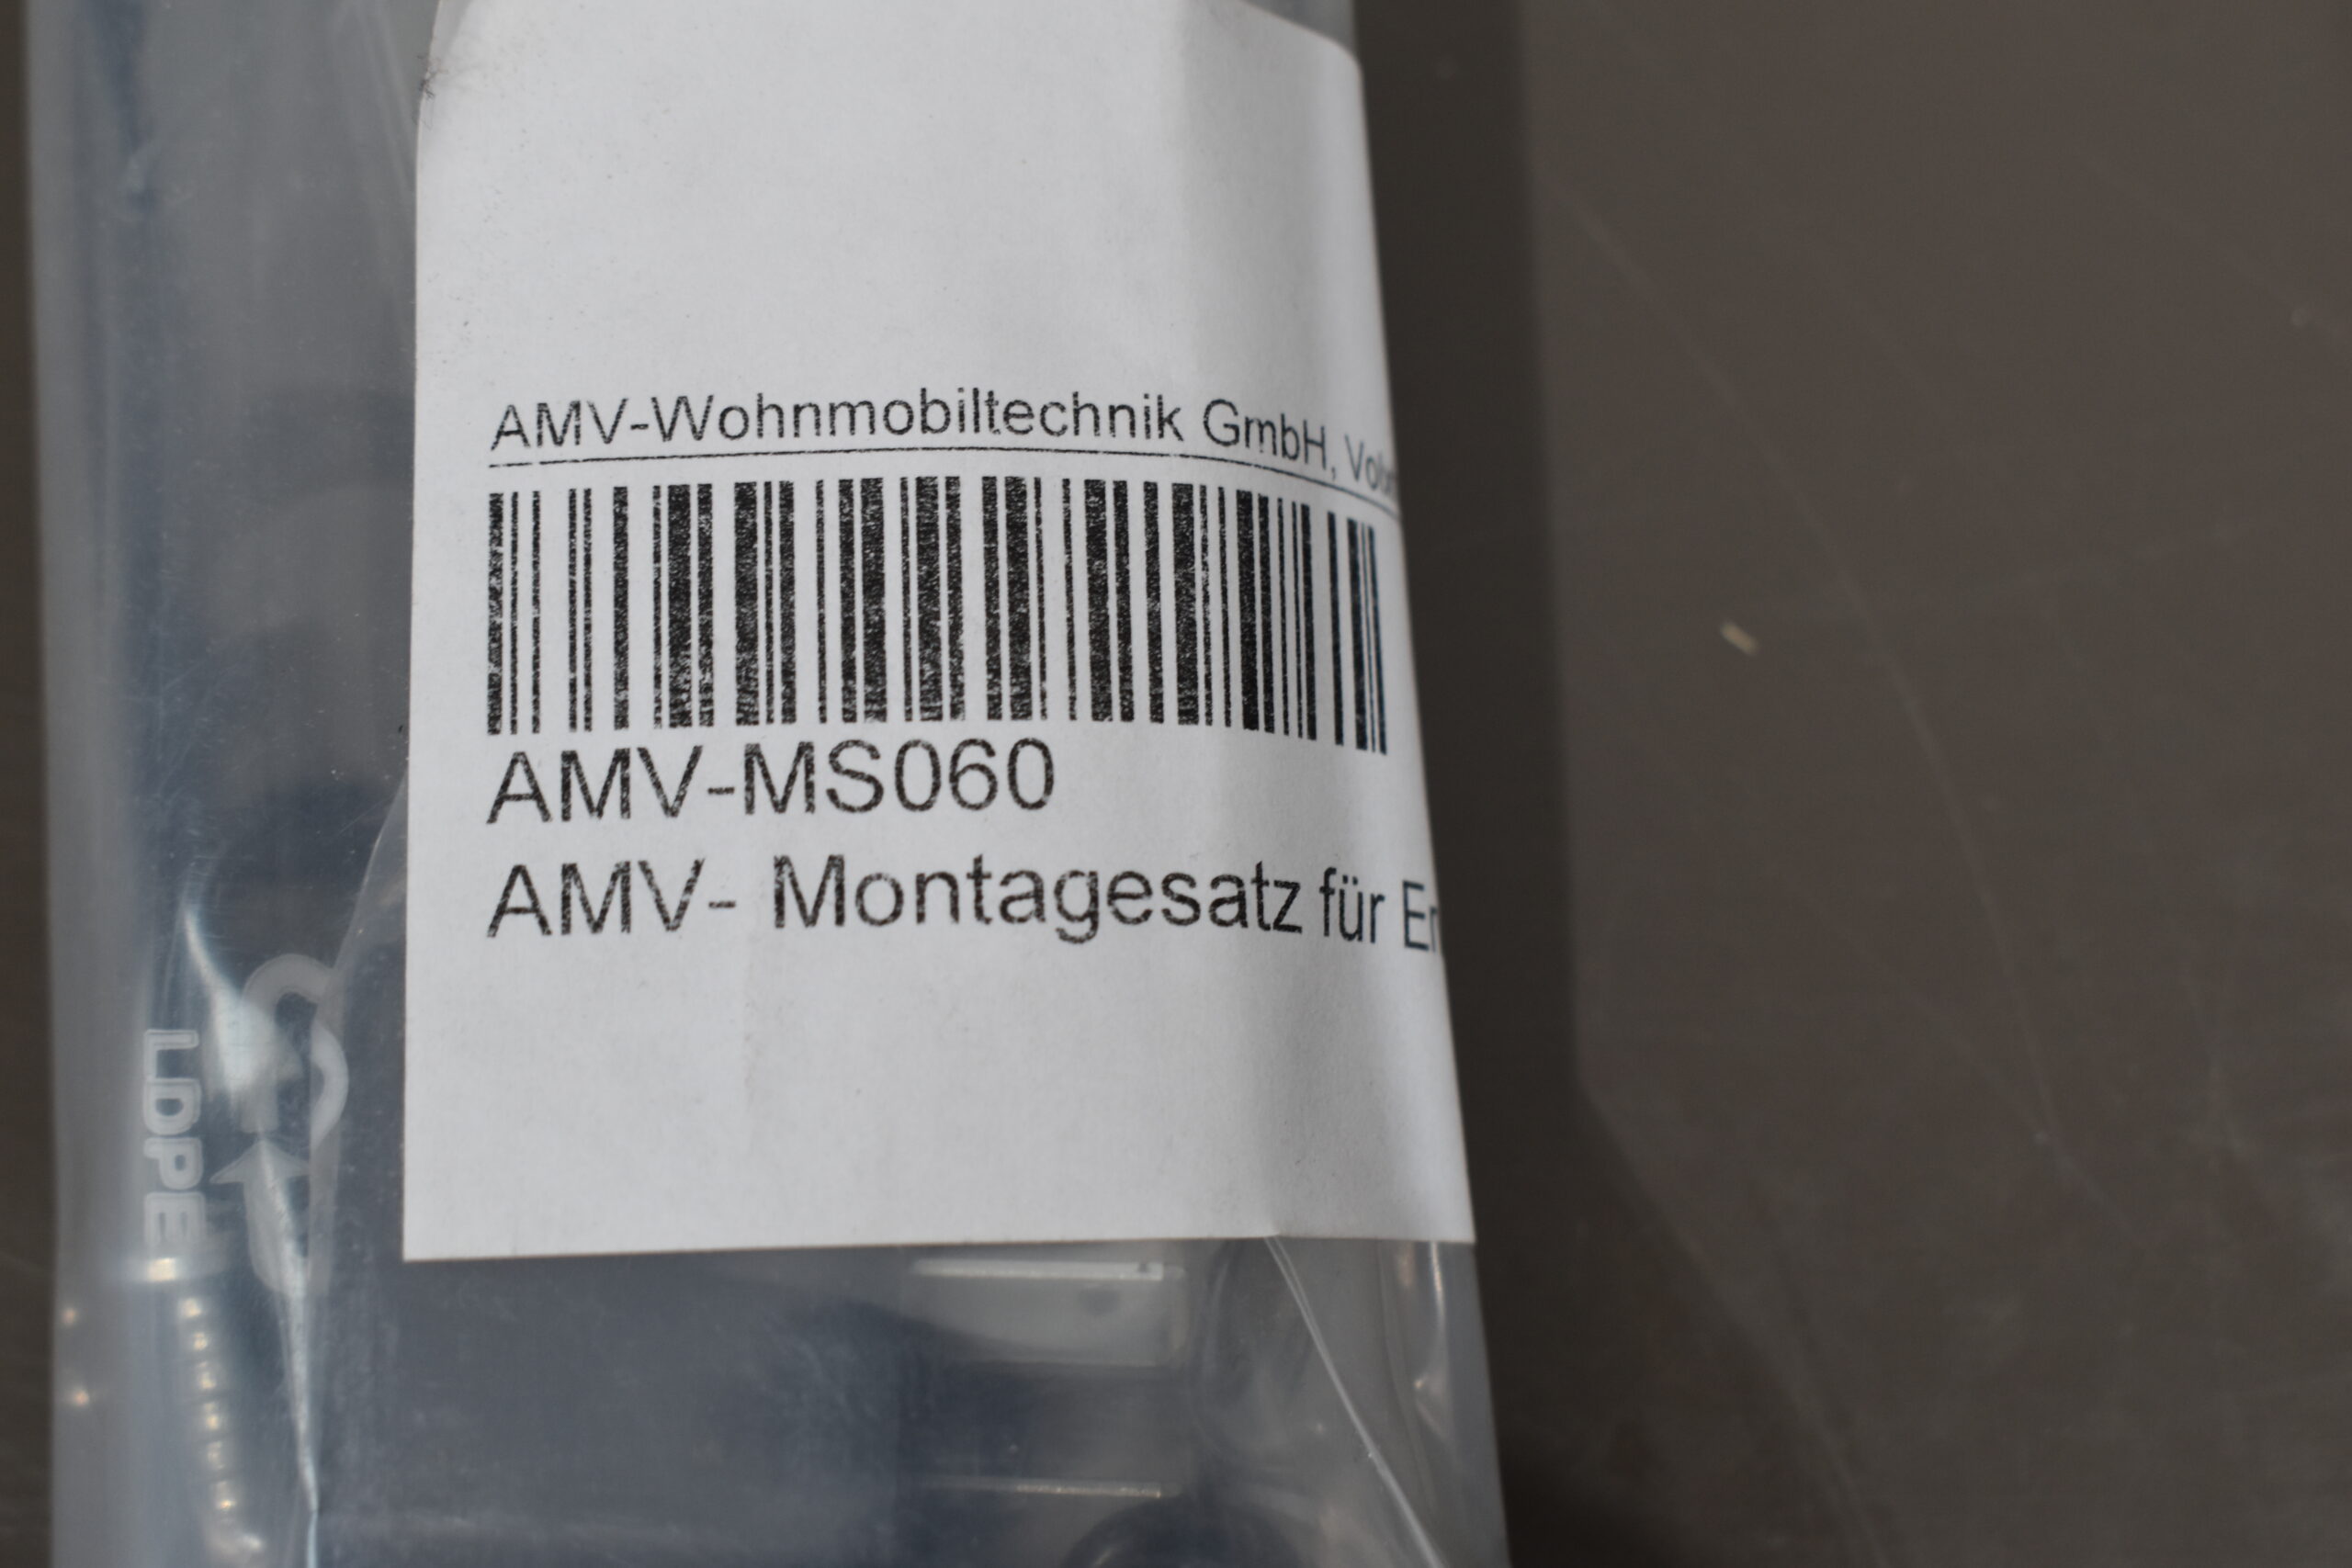 AMV-Wohnmobiltechnik GmbH,
AMV-MS060
AMV- Montagesatz für
LDPE